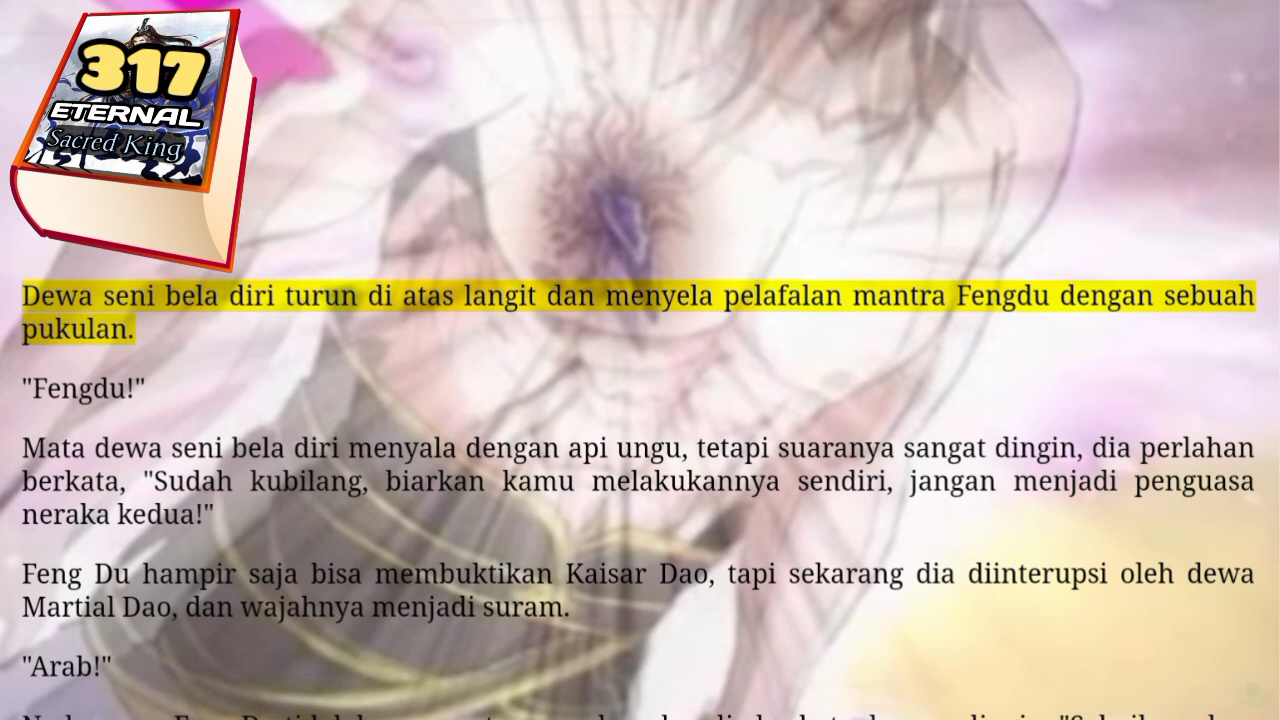 317
ETERNAL
Sacred King
Dewa seni bela diri turun di atas langit dan menyela pelafalan mantra Fengdu dengan sebuah
pukulan.
"Fengdu!"
Mata dewa seni bela diri menyala dengan api ungu, tetapi suaranya sangat dingin, dia perlahan
berkata, "Sudah kubilang, biarkan kamu melakukannya sendiri, jangan menjadi penguasa
neraka kedua!"
Feng Du hampir saja bisa membuktikan Kaisar Dao, tapi sekarang dia diinterupsi oleh dewa
Martial Dao, dan wajahnya menjadi suram.
"Arab!"